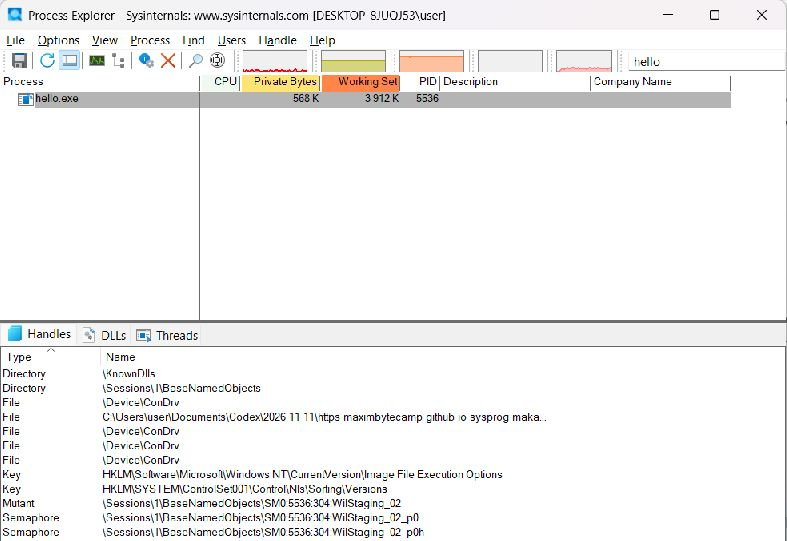 Process Explorer - Sysinternals: www.sysinternals.com [DESKTOP-8JUQJ53\user]
File Options View Process Find Users Handle Help
hello
Process CPU Private Bytes Working Set PID Description Company Name
hello.exe 568 K 3 912 K 5536
Handles DLLs Threads
Type Name
Directory \KnownDlls
Directory \Sessions\1\BaseNamedObjects
File \Device\ConDrv
File C:\Users\user\Documents\Codex\2026-11-11\https-maximbytecamp-github-io-sysprog-maka...
File \Device\ConDrv
File \Device\ConDrv
File \Device\ConDrv
Key HKLM\Software\Microsoft\Windows NT\CurrentVersion\Image File Execution Options
Key HKLM\SYSTEM\ControlSet001\Control\Nls\Sorting\Versions
Mutant \Sessions\1\BaseNamedObjects\SM0:5536:304:WilStaging_02
Semaphore \Sessions\1\BaseNamedObjects\SM0:5536:304:WilStaging_02_p0
Semaphore \Sessions\1\BaseNamedObjects\SM0:5536:304:WilStaging_02_p0h